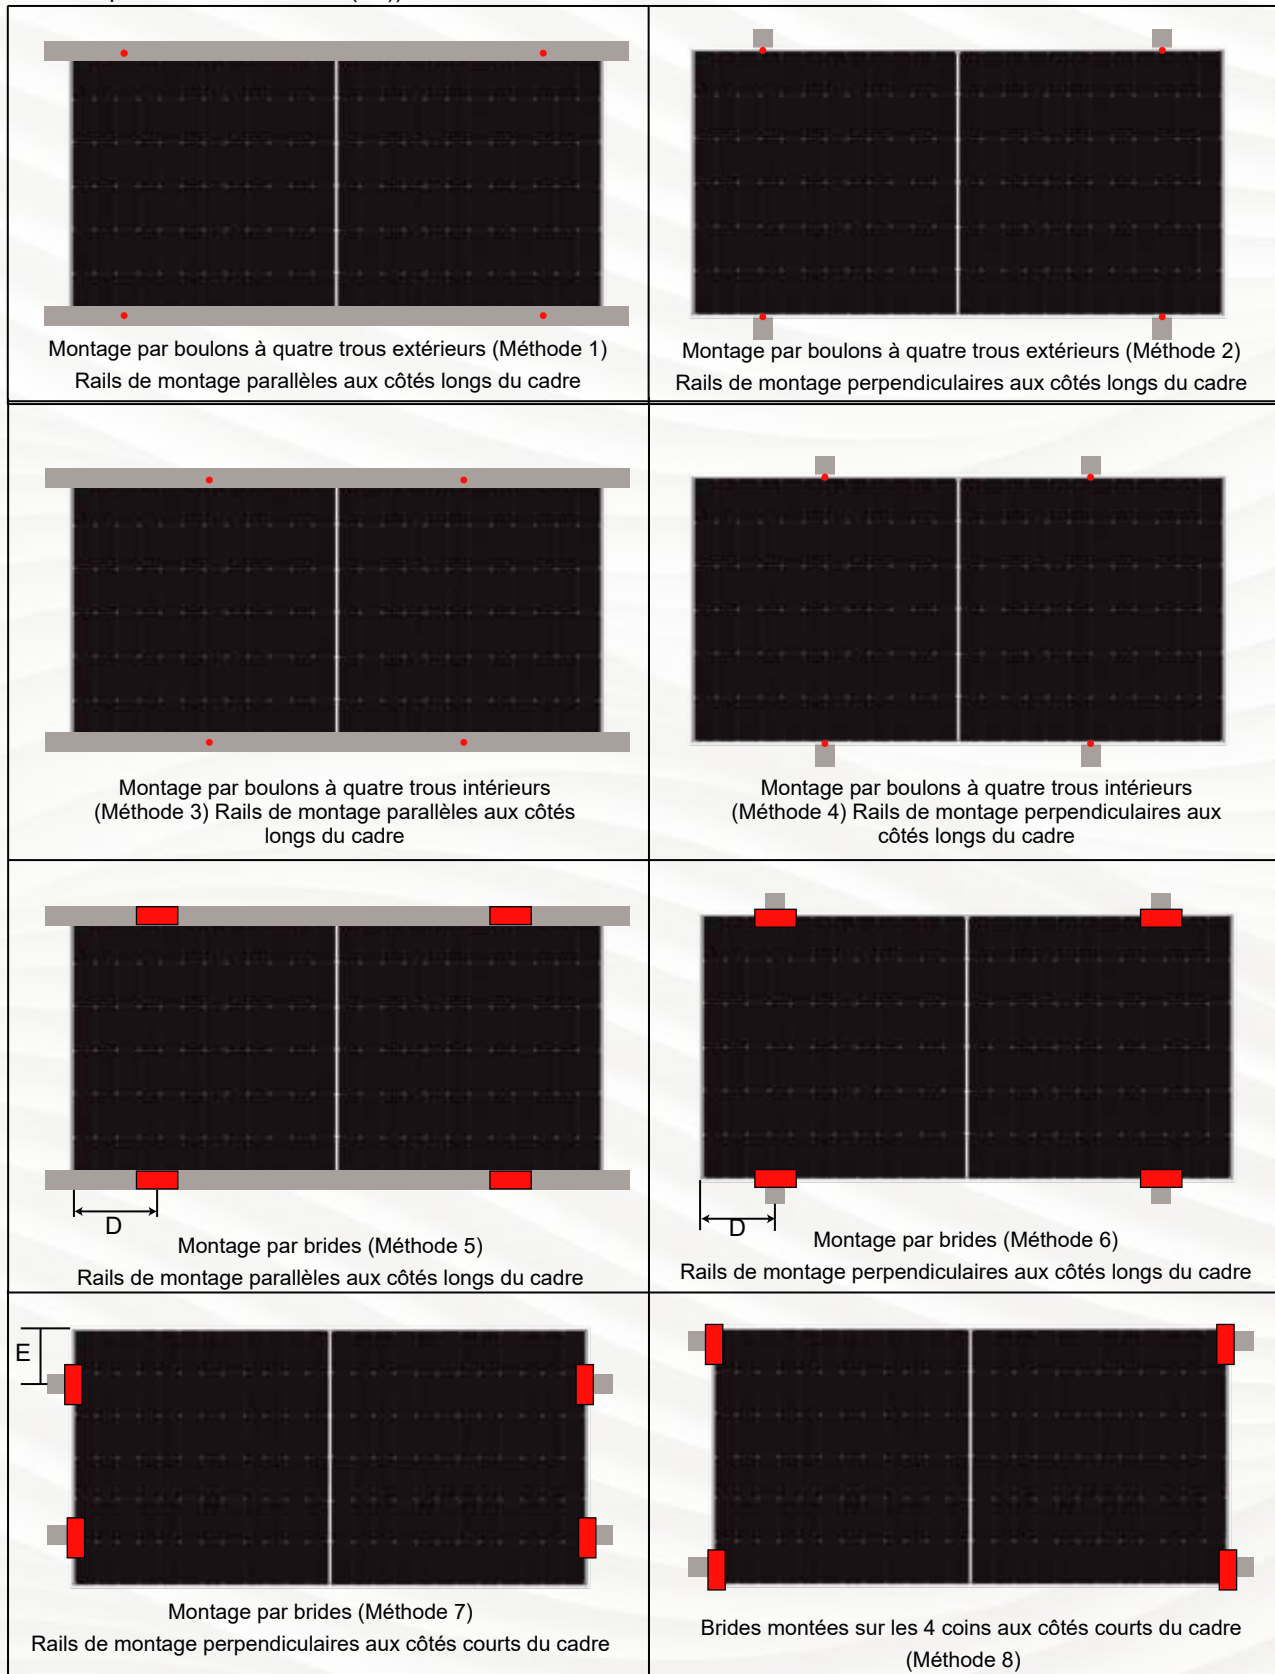 Montage par boulons à quatre trous extérieurs (Méthode 1)
Rails de montage parallèles aux côtés longs du cadre
Montage par boulons à quatre trous extérieurs (Méthode 2)
Rails de montage perpendiculaires aux côtés longs du cadre
Montage par boulons à quatre trous intérieurs
(Méthode 3) Rails de montage parallèles aux côtés
longs du cadre
Montage par boulons à quatre trous intérieurs
(Méthode 4) Rails de montage perpendiculaires aux
côtés longs du cadre
D
Montage par brides (Méthode 5)
Rails de montage parallèles aux côtés longs du cadre
D
Montage par brides (Méthode 6)
Rails de montage perpendiculaires aux côtés longs du cadre
E
Montage par brides (Méthode 7)
Rails de montage perpendiculaires aux côtés courts du cadre
Brides montées sur les 4 coins aux côtés courts du cadre
(Méthode 8)